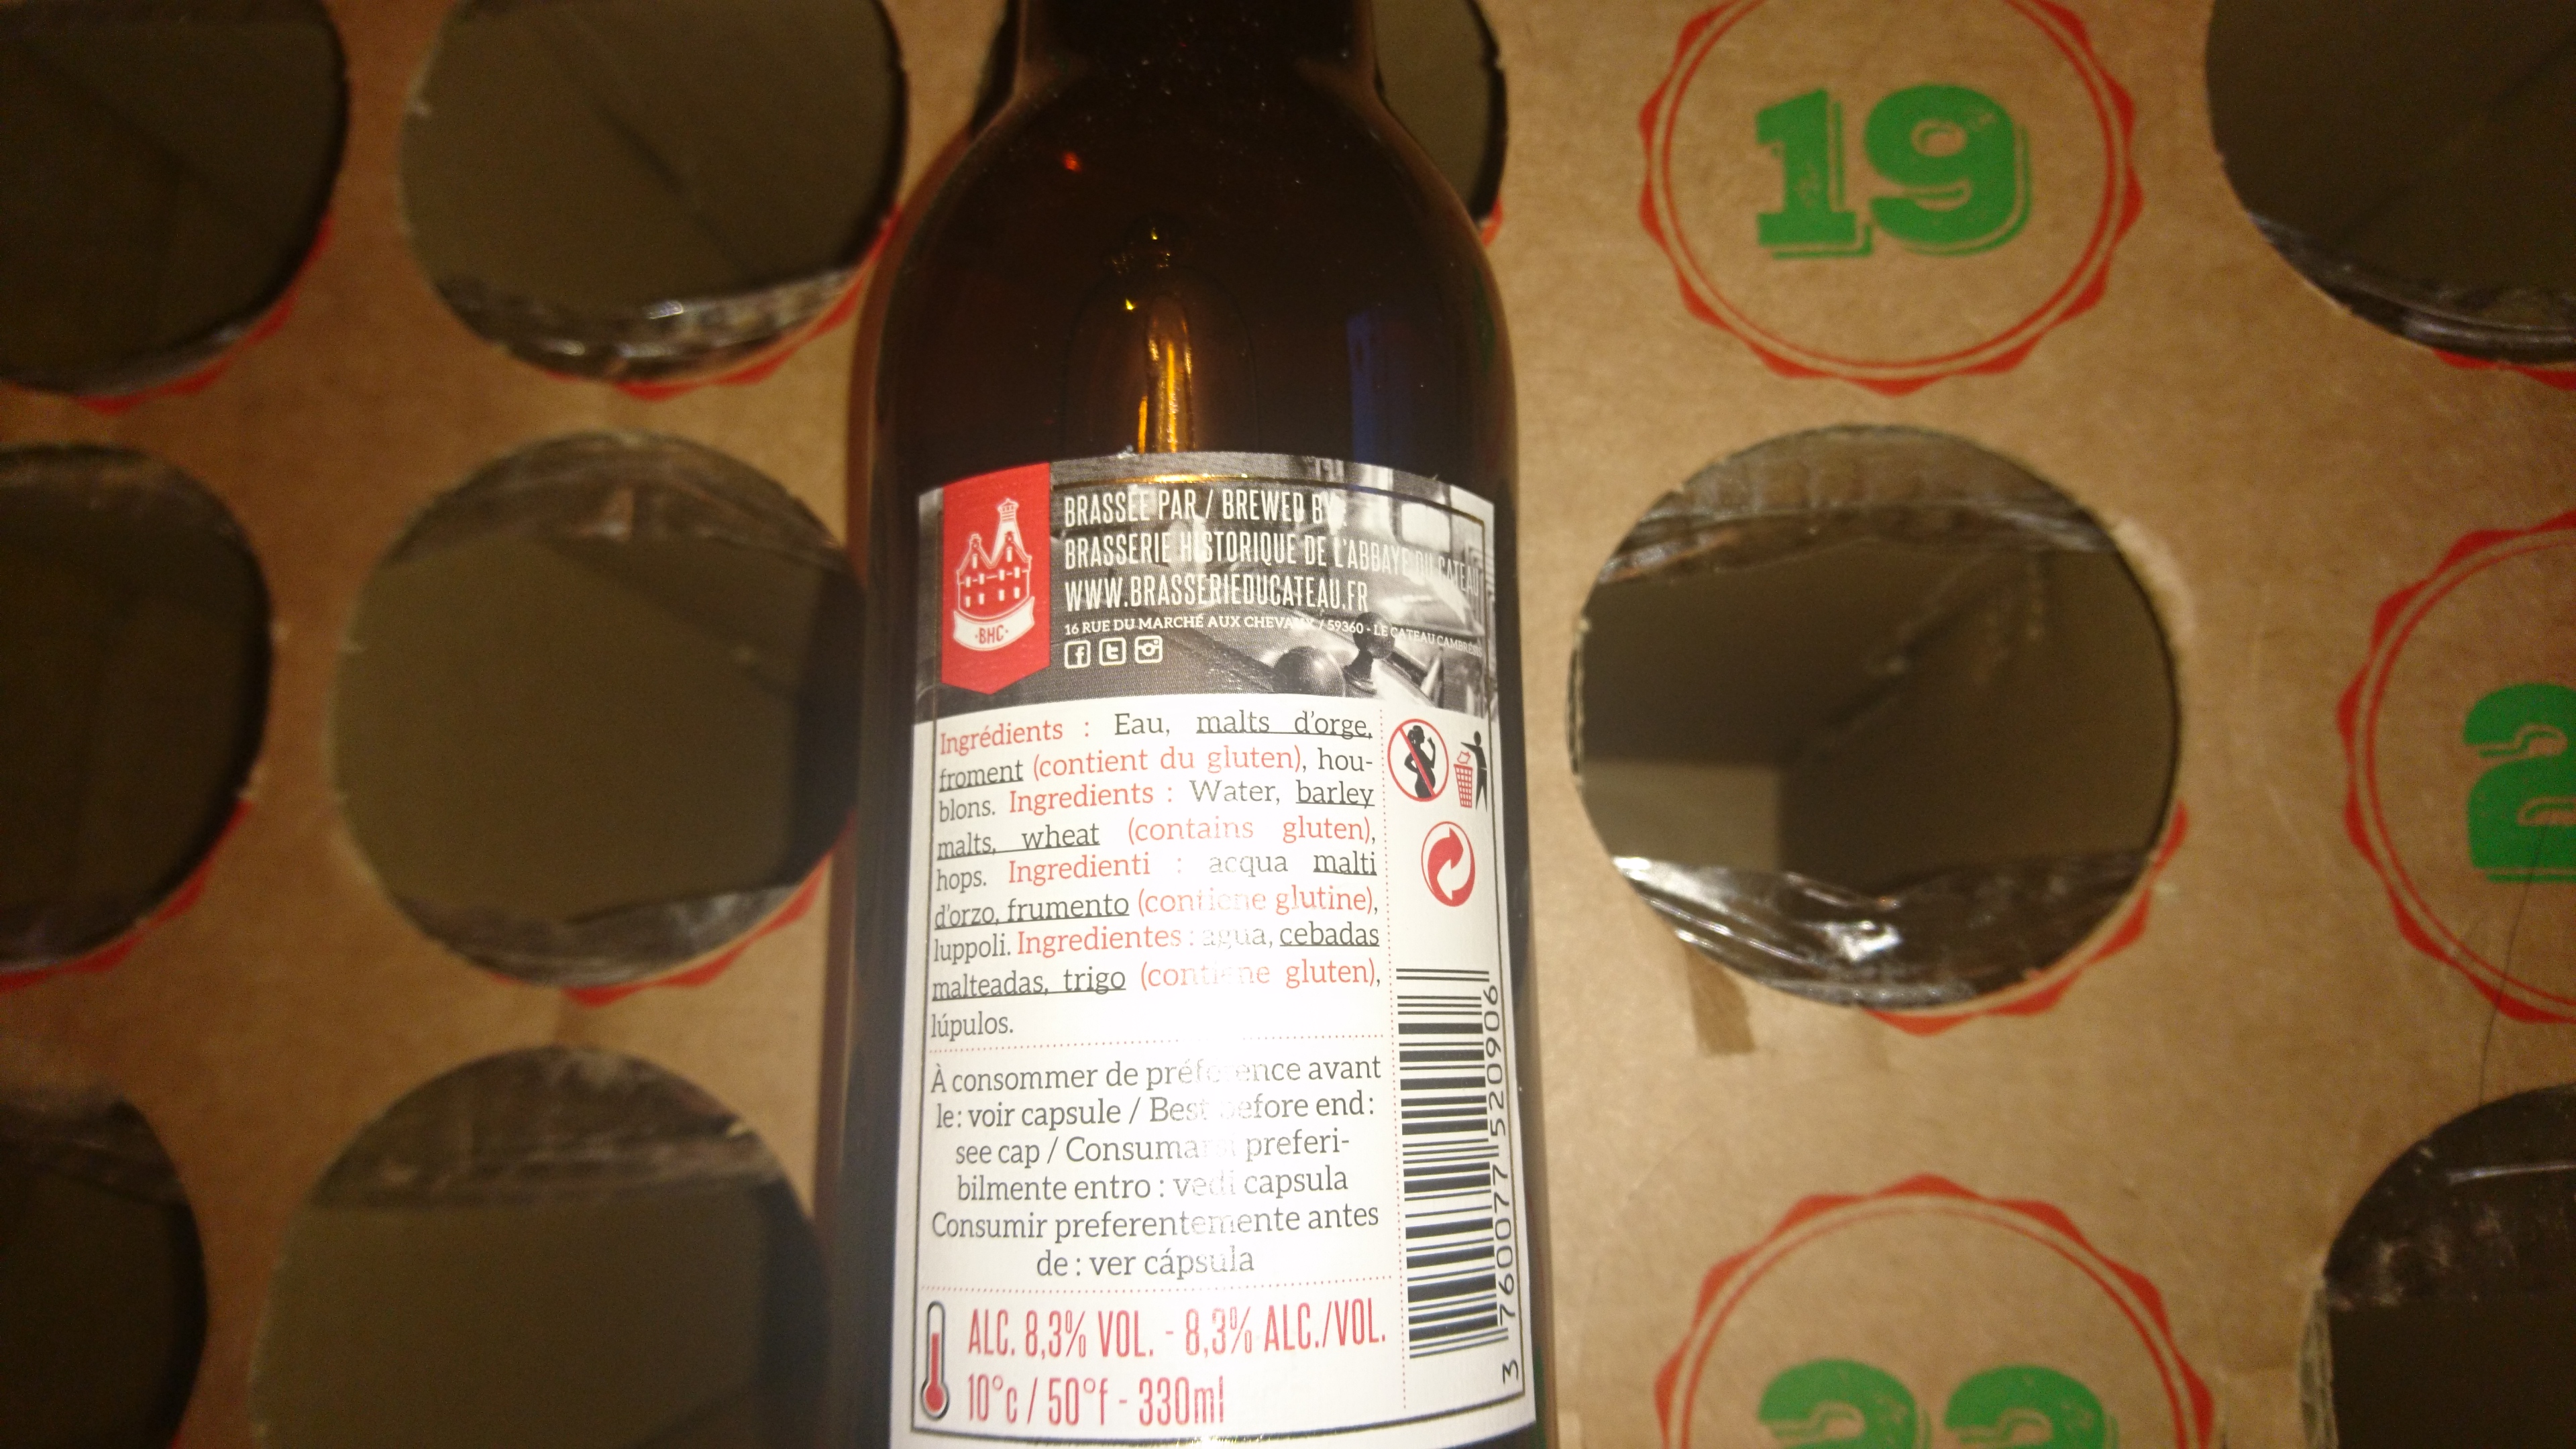 19
BRASSÉE PAR / BREWED BY :
BRASSERIE HISTORIQUE DE L'ABBAYE DU CATEAU
WWW.BRASSERIEDUCATEAU.FR
16 RUE DU MARCHÉ AUX CHEVAUX / 59360 - LE CATEAU CAMBRÉSIS
·BHC·
Ingrédients : Eau, malts d'orge,
froment (contient du gluten), hou-
blons. Ingredients : Water, barley
malts, wheat (contains gluten),
hops. Ingredienti : acqua malti
d'orzo, frumento (contiene glutine),
luppoli. Ingredientes : agua, cebadas
malteadas, trigo (contiene gluten),
lúpulos.
À consommer de préférence avant
le: voir capsule / Best before end:
see cap / Consumarsi preferi-
bilmente entro : vedi capsula
Consumir preferentemente antes
de : ver cápsula
ALC. 8,3% VOL. - 8,3% ALC./VOL.
10°c / 50°f - 330ml
3 760077 520906
2